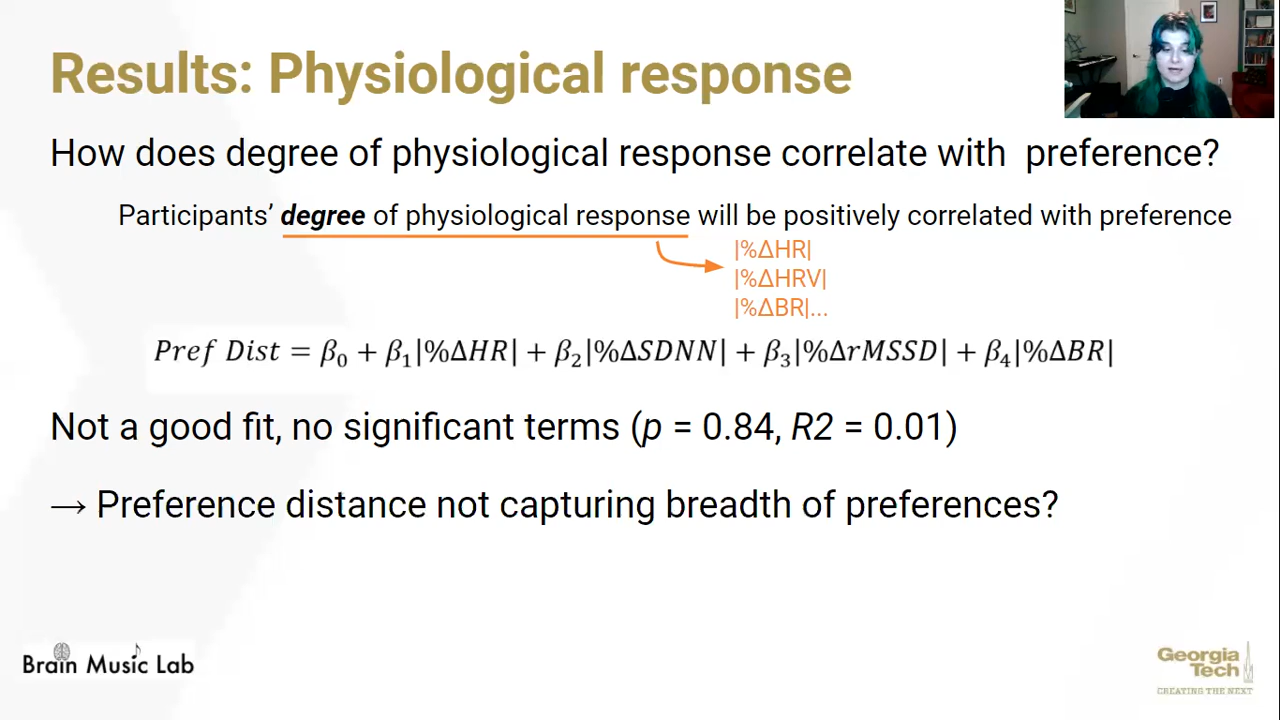 Results: Physiological response
How does degree of physiological response correlate with preference?
Participants’ degree of physiological response will be positively correlated with preference
|%ΔHR|
|%ΔHRV|
|%ΔBR|...
Pref Dist = β₀ + β₁|%ΔHR| + β₂|%ΔSDNN| + β₃|%ΔrMSSD| + β₄|%ΔBR|
Not a good fit, no significant terms (p = 0.84, R2 = 0.01)
→ Preference distance not capturing breadth of preferences?
Brain Music Lab
Georgia
Tech
CREATING THE NEXT